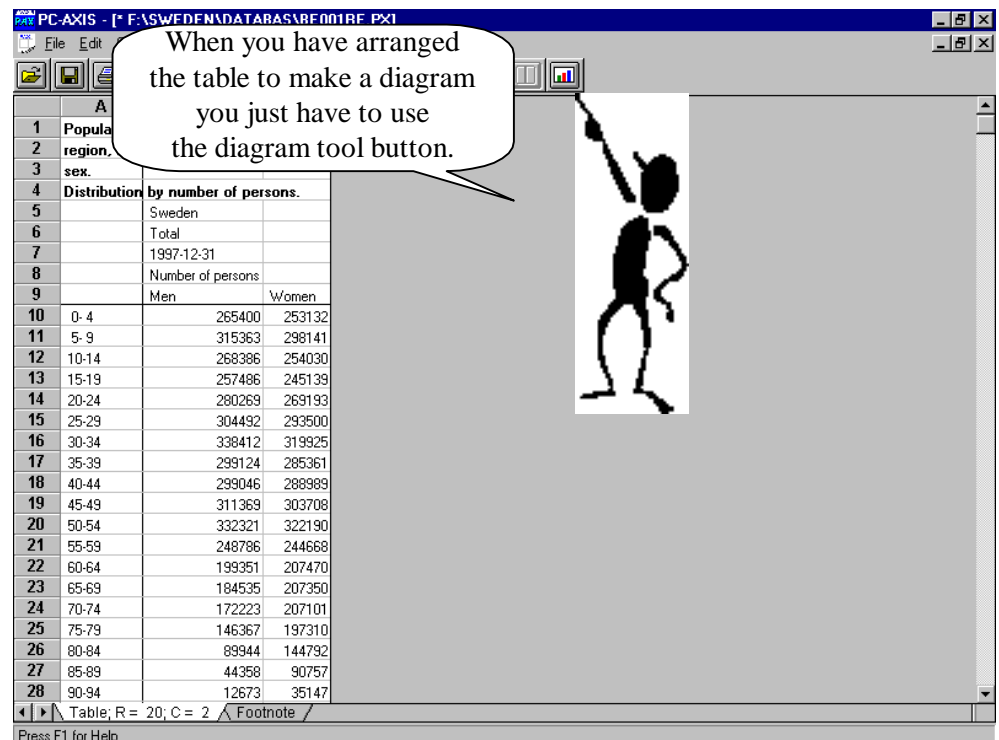 PC-AXIS - [* F:\SWEDEN\DATABAS\BE001BE.PX]
File Edit
When you have arranged
the table to make a diagram
you just have to use
the diagram tool button.
A
1 Popula
2 region,
3 sex.
4 Distribution by number of persons.
5 Sweden
6 Total
7 1997-12-31
8 Number of persons
9 Men Women
10 0- 4 265400 253132
11 5- 9 315363 298141
12 10-14 268386 254030
13 15-19 257486 245139
14 20-24 280269 269193
15 25-29 304492 293500
16 30-34 338412 319925
17 35-39 299124 285361
18 40-44 299046 288989
19 45-49 311369 303708
20 50-54 332321 322190
21 55-59 248786 244668
22 60-64 199351 207470
23 65-69 184535 207350
24 70-74 172223 207101
25 75-79 146367 197310
26 80-84 89944 144792
27 85-89 44358 90757
28 90-94 12673 35147
Table; R = 20; C = 2 Footnote
Press F1 for Help